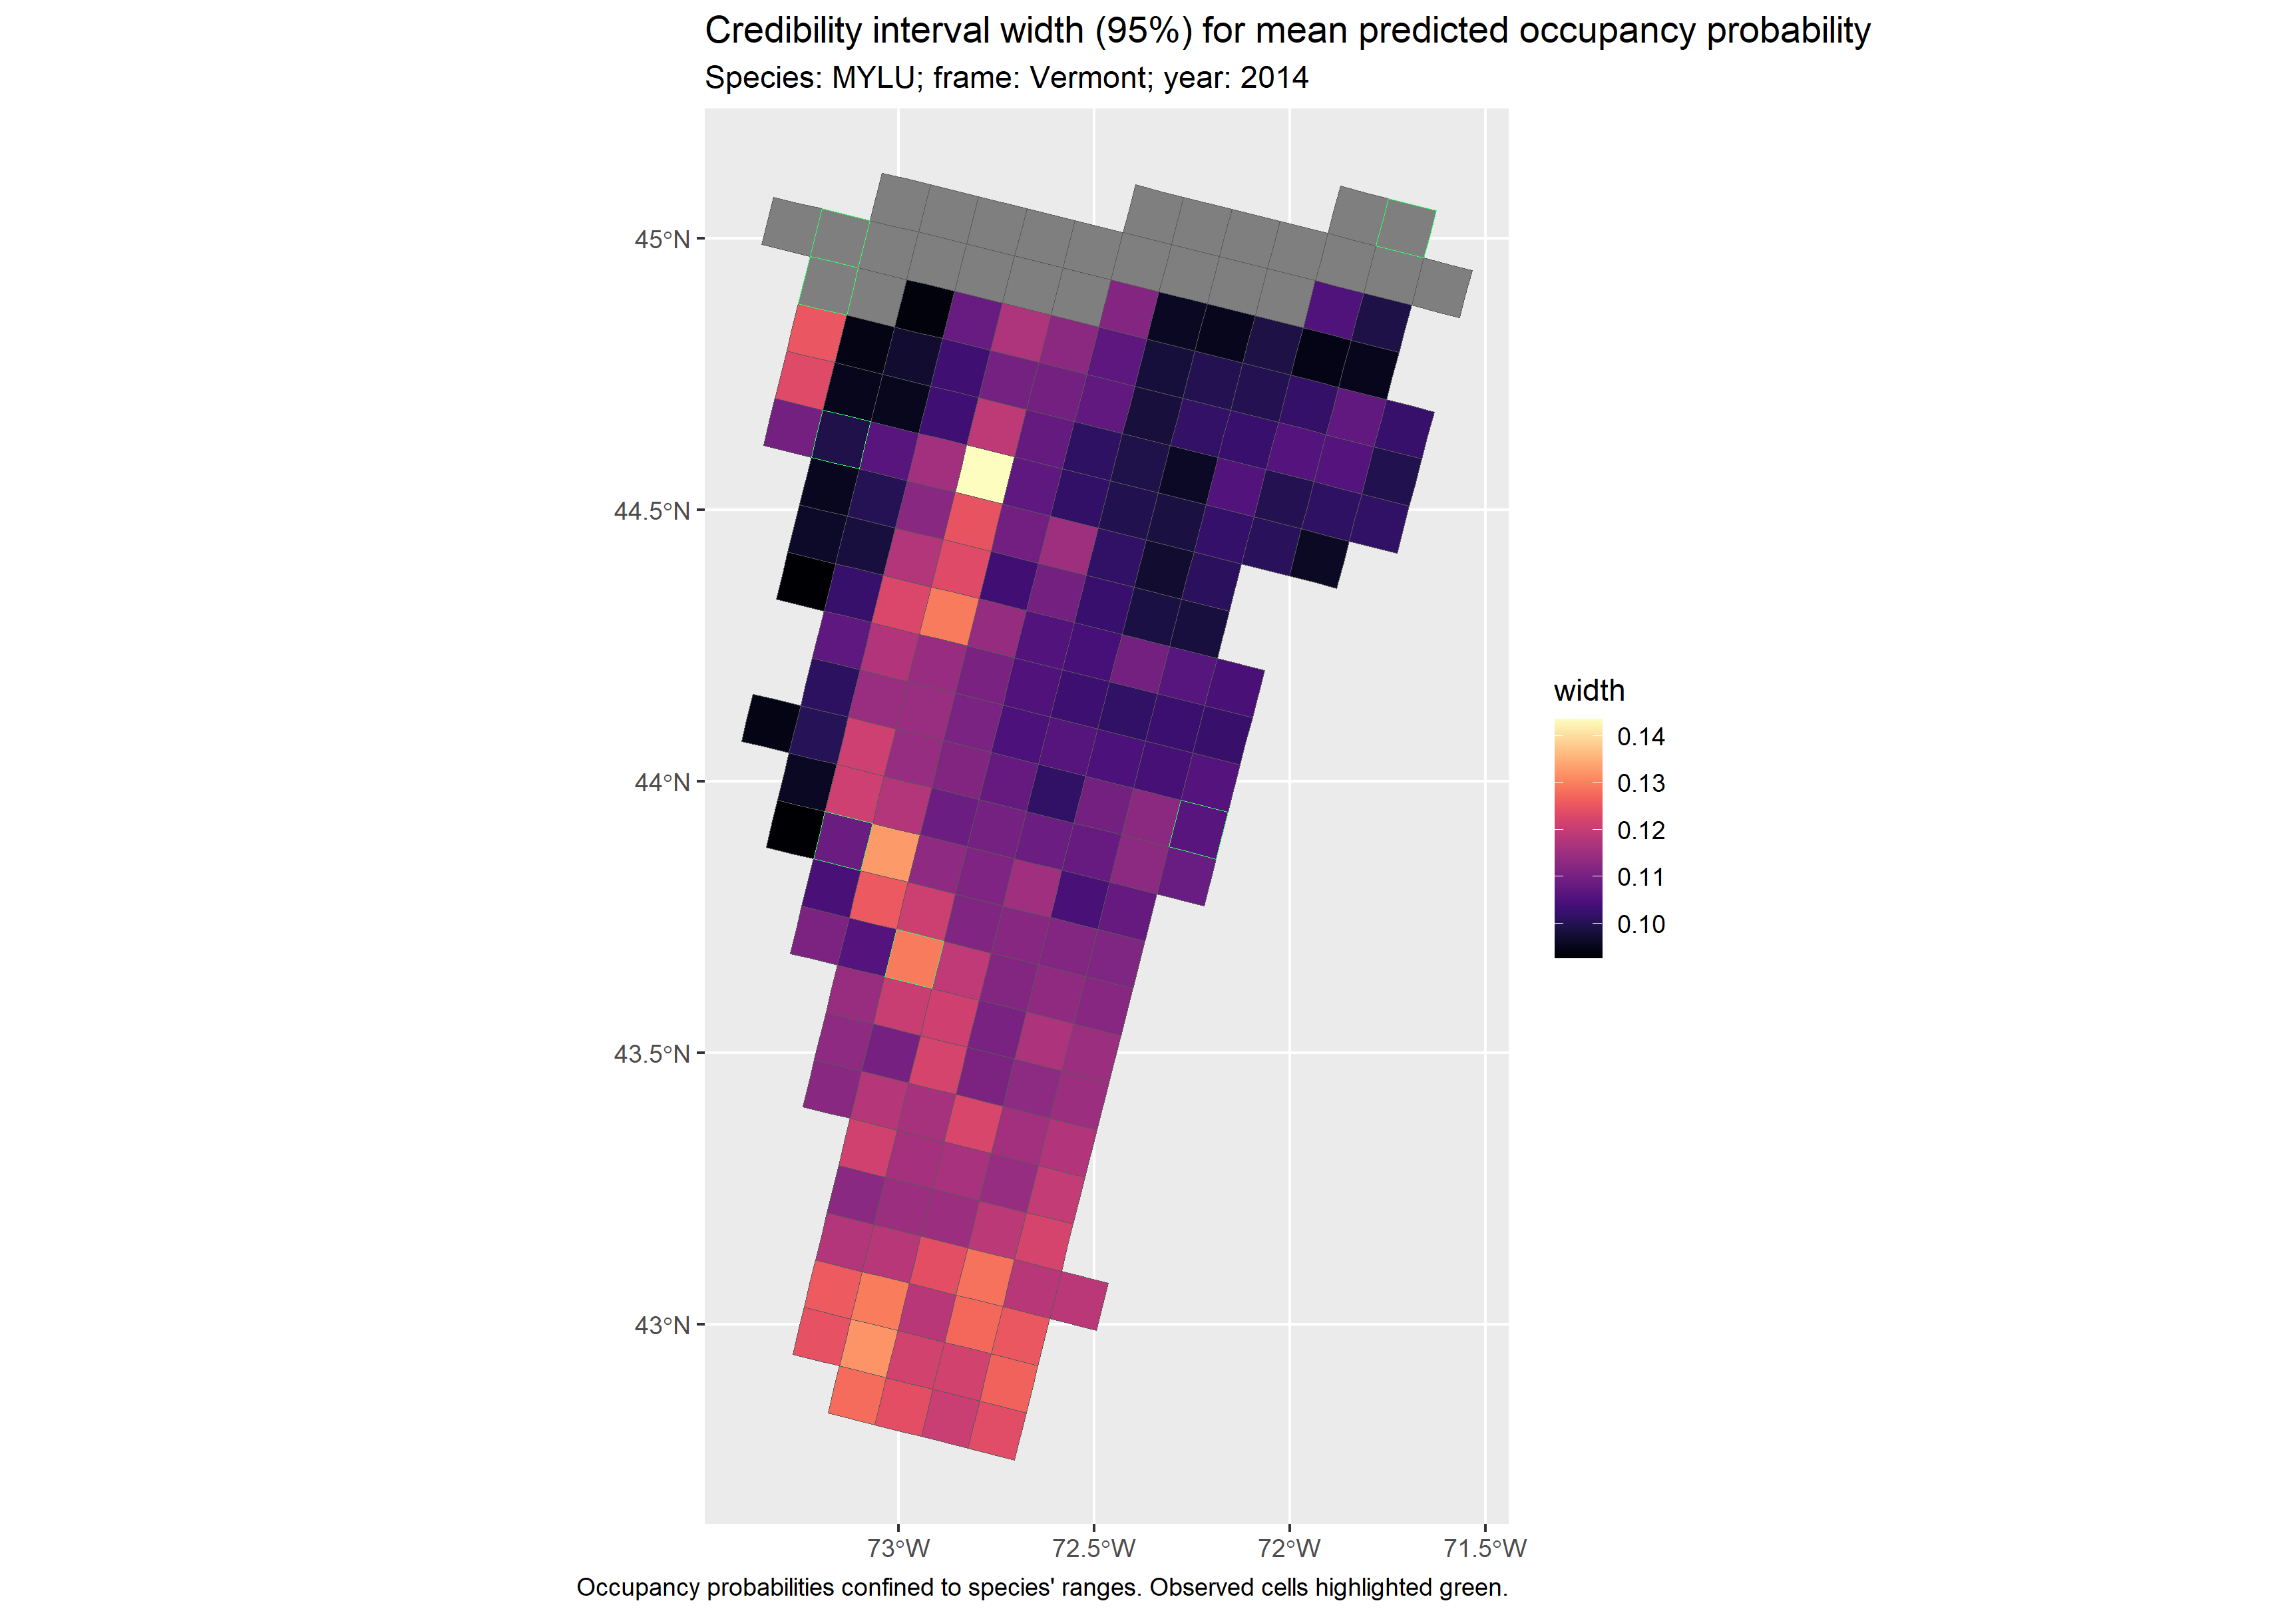 Credibility interval width (95%) for mean predicted occupancy probability
Species: MYLU; frame: Vermont; year: 2014
45°N
44.5°N
44°N
43.5°N
43°N
73°W
72.5°W
72°W
71.5°W
width
0.14
0.13
0.12
0.11
0.10
Occupancy probabilities confined to species' ranges. Observed cells highlighted green.